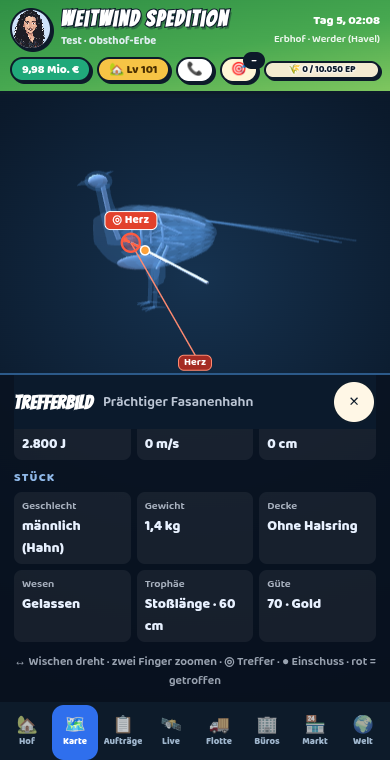 WEITWIND SPEDITION
Test · Obsthof-Erbe
Tag 5, 02:08
Erbhof · Werder (Havel)
9,98 Mio. €
🏡 Lv 101
📞
🎯
–
🌾 0 / 10.050 EP
◎ Herz
Herz
TREFFERBILD Prächtiger Fasanenhahn
✕
2.800 J
0 m/s
0 cm
STÜCK
Geschlecht
männlich
(Hahn)
Gewicht
1,4 kg
Decke
Ohne Halsring
Wesen
Gelassen
Trophäe
Stoßlänge · 60
cm
Güte
70 · Gold
↔ Wischen dreht · zwei Finger zoomen · ◎ Treffer · ● Einschuss · rot =
getroffen
Hof
Karte
Aufträge
Live
Flotte
Büros
Markt
Welt